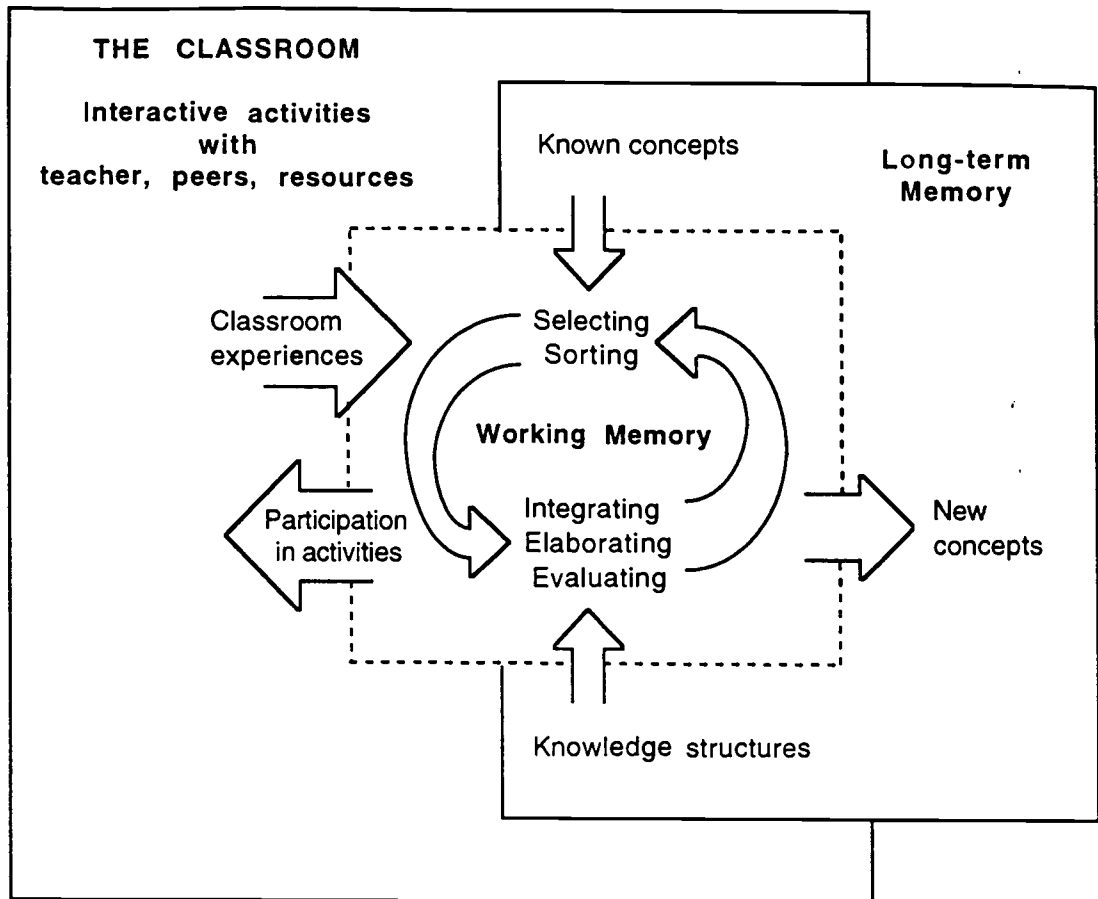 THE CLASSROOM
Interactive activities
with
teacher, peers, resources
Known concepts
Long-term
Memory
Classroom
experiences
Selecting
Sorting
Working Memory
Participation
in activities
Integrating
Elaborating
Evaluating
New
concepts
Knowledge structures